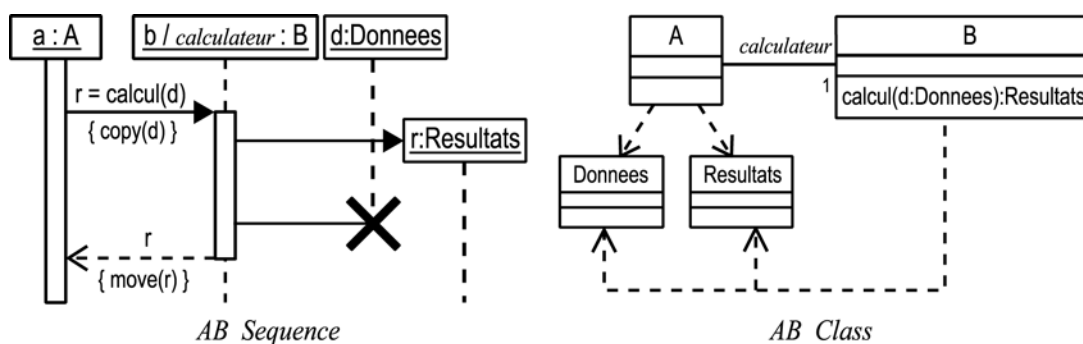 a : A
b / calculateur : B
d:Donnees
r = calcul(d)
{ copy(d) }
r:Resultats
r
{ move(r) }
AB Sequence
A
calculateur
1
B
calcul(d:Donnees):Resultats
Donnees
Resultats
AB Class